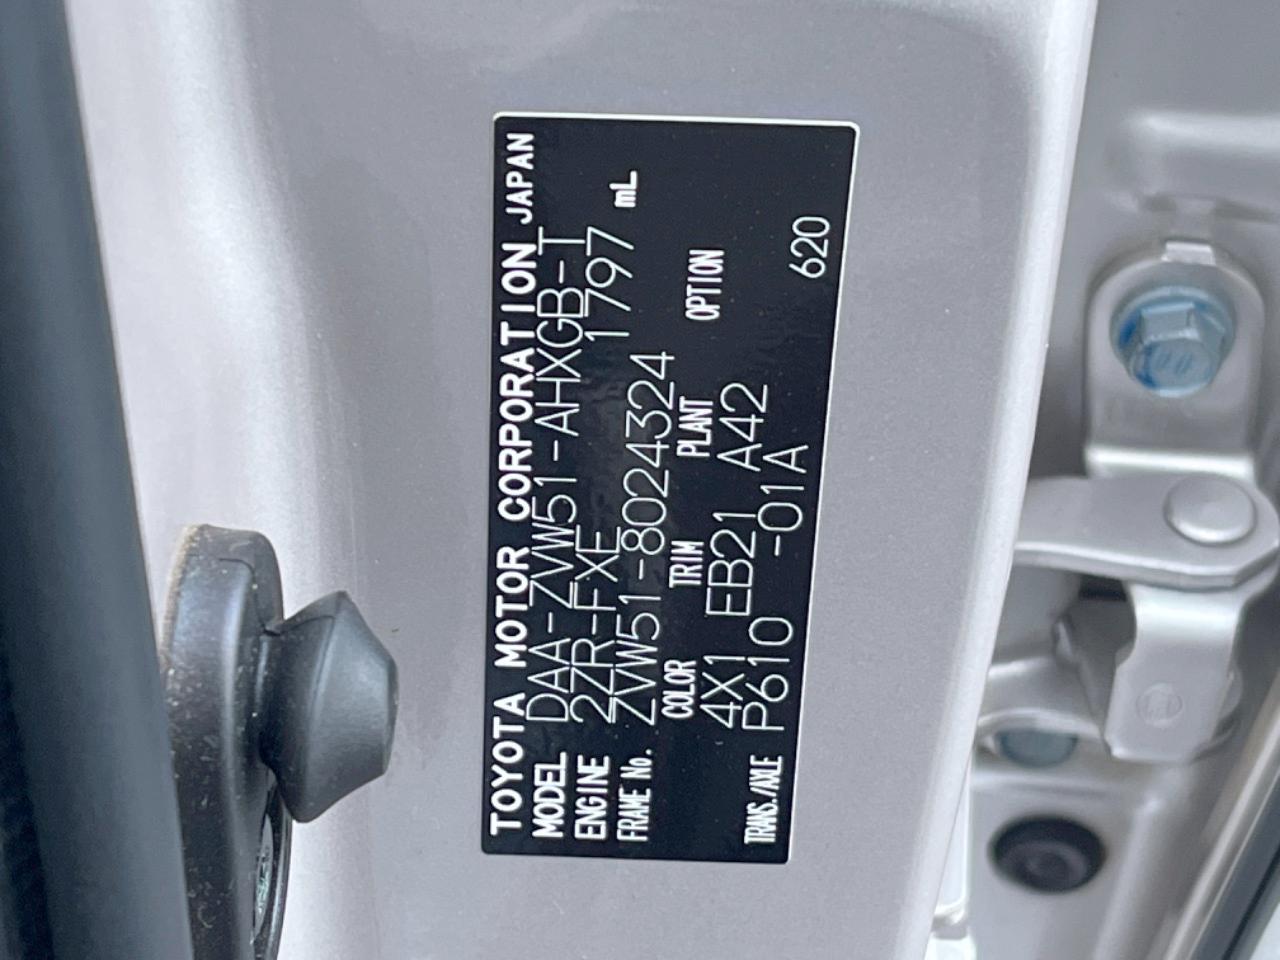 TOYOTA MOTOR CORPORATION JAPAN
MODEL DAA-ZVW51-AHXGB-T
ENGINE 2ZR-FXE 1797 mL
FRAME No. ZVW51-8024324
COLOR TRIM PLANT OPTION
4X1 EB21 A42
TRANS./AXLE P610 -01A 620